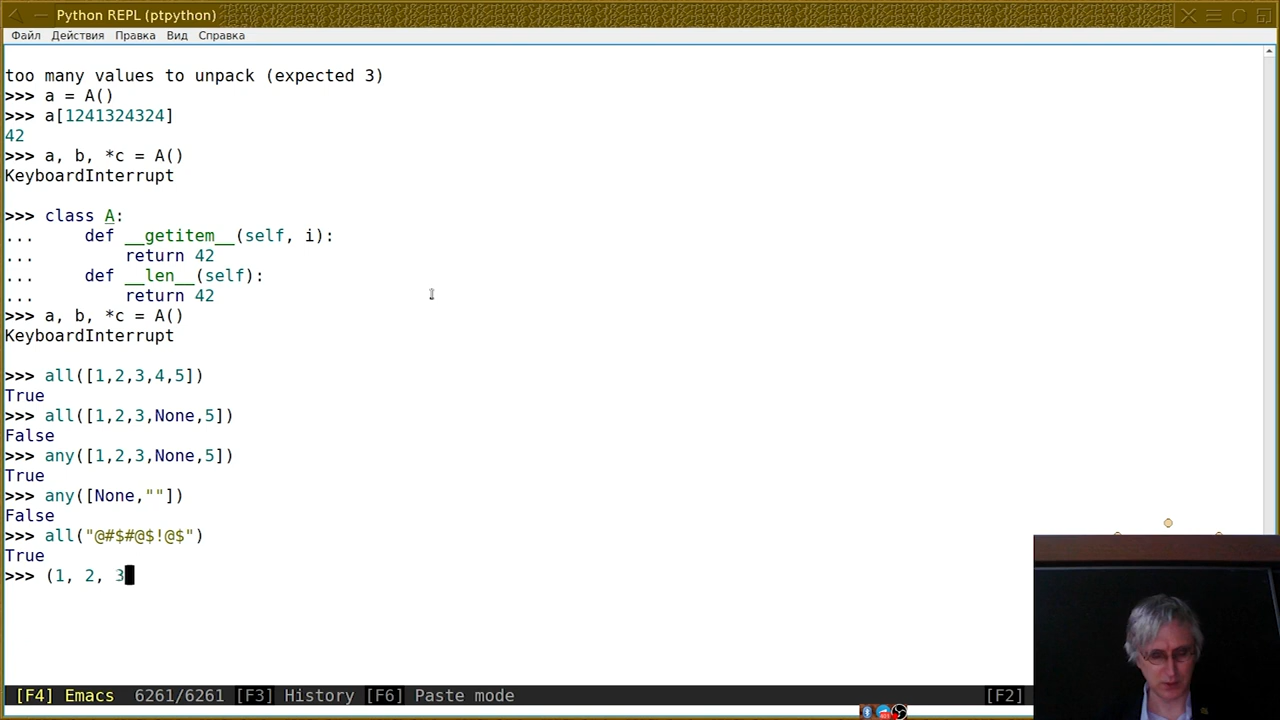 Python REPL (ptpython)
Файл Действия Правка Вид Справка
too many values to unpack (expected 3)
>>> a = A()
>>> a[1241324324]
42
>>> a, b, *c = A()
KeyboardInterrupt
>>> class A:
...     def __getitem__(self, i):
...         return 42
...     def __len__(self):
...         return 42
>>> a, b, *c = A()
KeyboardInterrupt
>>> all([1,2,3,4,5])
True
>>> all([1,2,3,None,5])
False
>>> any([1,2,3,None,5])
True
>>> any([None,""])
False
>>> all("@#$#@$!@$")
True
>>> (1, 2, 3
[F4] Emacs 6261/6261 [F3] History [F6] Paste mode [F2]